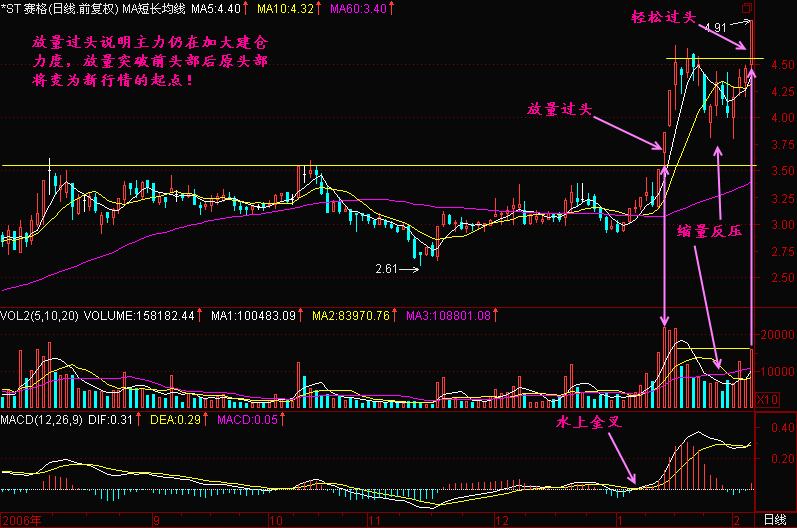 *ST 赛格(日线.前复权) MA短长均线 MA5:4.40↑ MA10:4.32↑ MA60:3.40↑
4.91
轻松过头
放量过头说明主力仍在加大建仓
力度，放量突破前头部后原头部
将变为新行情的起点！
4.50
4.25
放量过头
4.00
3.75
3.50
3.25
3.00
缩量反压
2.75
2.61
2.50
VOL2(5,10,20) VOLUME:158182.44↑ MA1:100483.09↑ MA2:83970.76↑ MA3:108801.08↑
20000
10000
X10
MACD(12,26,9) DIF:0.31↑ DEA:0.29↑ MACD:0.05↑
水上金叉
0.40
0.20
2006年 9 10 11 12 1 2 日线